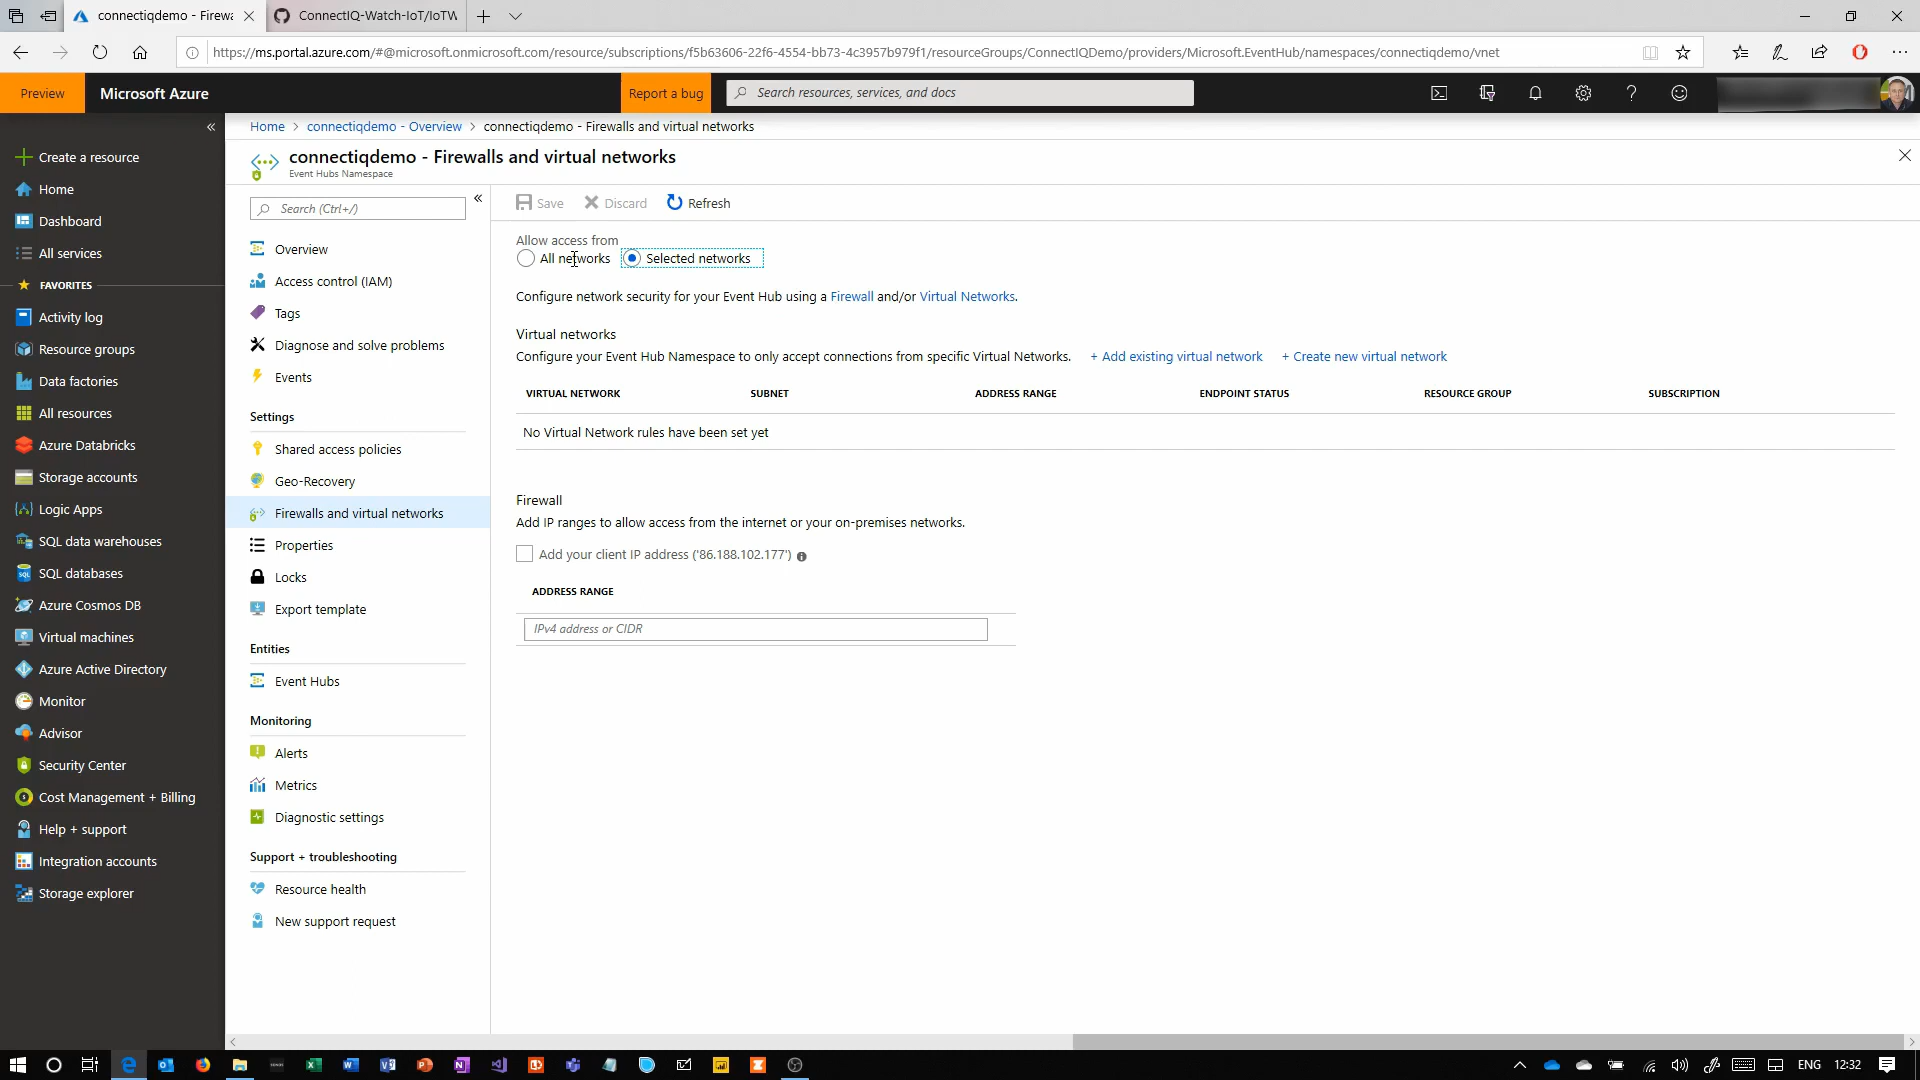 connectiqdemo - Firewa
ConnectIQ-Watch-IoT/IoTW
https://ms.portal.azure.com/#@microsoft.onmicrosoft.com/resource/subscriptions/f5b63606-22f6-4554-bb73-4c3957b979f1/resourceGroups/ConnectIQDemo/providers/Microsoft.EventHub/namespaces/connectiqdemo/vnet
Preview
Microsoft Azure
Report a bug
Search resources, services, and docs
Home > connectiqdemo - Overview > connectiqdemo - Firewalls and virtual networks
connectiqdemo - Firewalls and virtual networks
Event Hubs Namespace
Create a resource
Home
Dashboard
All services
FAVORITES
Activity log
Resource groups
Data factories
All resources
Azure Databricks
Storage accounts
Logic Apps
SQL data warehouses
SQL databases
Azure Cosmos DB
Virtual machines
Azure Active Directory
Monitor
Advisor
Security Center
Cost Management + Billing
Help + support
Integration accounts
Storage explorer
Search (Ctrl+/)
Overview
Access control (IAM)
Tags
Diagnose and solve problems
Events
Settings
Shared access policies
Geo-Recovery
Firewalls and virtual networks
Properties
Locks
Export template
Entities
Event Hubs
Monitoring
Alerts
Metrics
Diagnostic settings
Support + troubleshooting
Resource health
New support request
Save Discard Refresh
Allow access from
All networks Selected networks
Configure network security for your Event Hub using a Firewall and/or Virtual Networks.
Virtual networks
Configure your Event Hub Namespace to only accept connections from specific Virtual Networks. + Add existing virtual network + Create new virtual network
VIRTUAL NETWORK SUBNET ADDRESS RANGE ENDPOINT STATUS RESOURCE GROUP SUBSCRIPTION
No Virtual Network rules have been set yet
Firewall
Add IP ranges to allow access from the internet or your on-premises networks.
Add your client IP address ('86.188.102.177')
ADDRESS RANGE
IPv4 address or CIDR
ENG 12:32